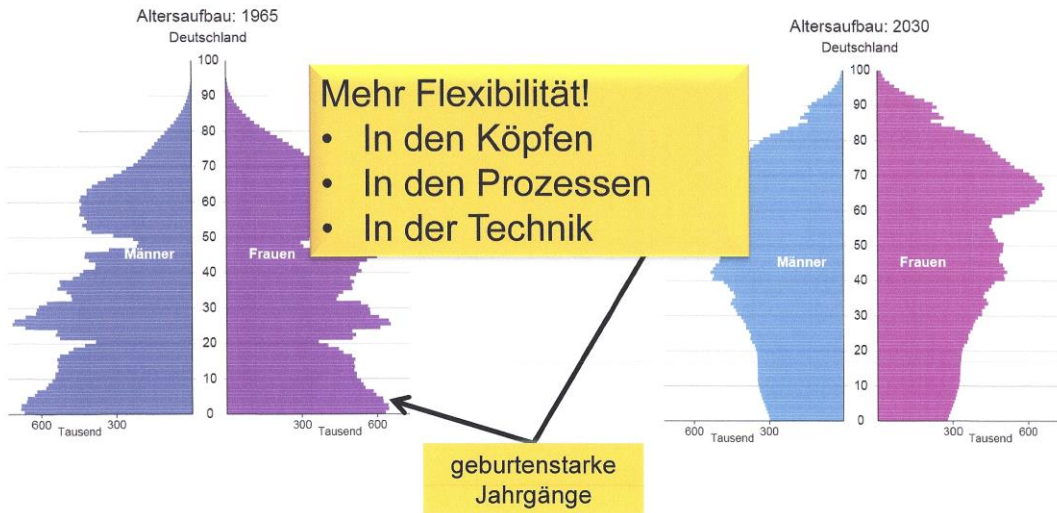 Altersaufbau: 1965
Deutschland
100
90
80
70
60
50
40
30
20
10
0
Männer
Frauen
600
Tausend
300
Tausend
600
Mehr Flexibilität!
• In den Köpfen
• In den Prozessen
• In der Technik
geburtenstarke
Jahrgänge
Altersaufbau: 2030
Deutschland
100
90
80
70
60
50
40
30
20
10
0
Männer
Frauen
600
Tausend
300
300
Tausend
600